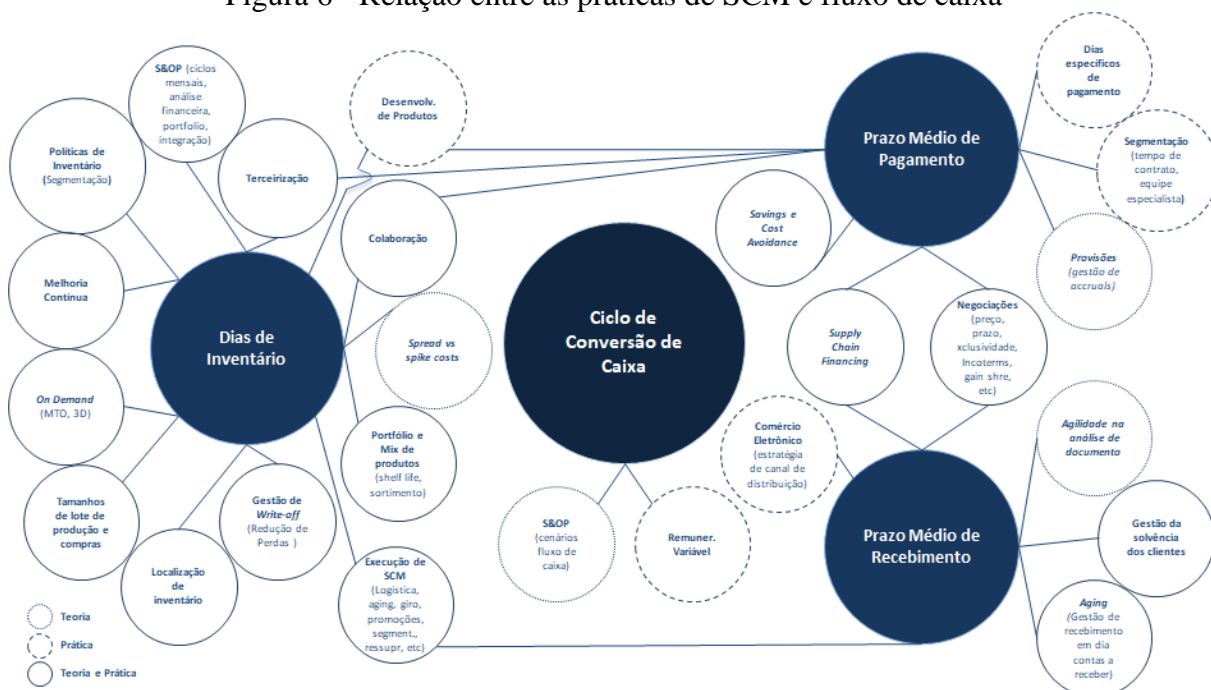 Figura 6 - Relação entre as práticas de SCM e fluxo de caixa
S&OP (ciclos
mensais,
análise
financeira,
portfolio,
integração)
Políticas de
Inventário
(Segmentação)
Terceirização
Desenvolv.
de Produtos
Colaboração
Melhoria
Contínua
Dias de
Inventário
Spread vs
spike costs
On Demand
(MTO, 3D)
Portfólio e
Mix de
produtos
(shelf life,
sortimento)
Tamanhos
de lote de
produção e
compras
Gestão de
Write-off
(Redução de
Perdas )
Localização
de
inventário
Execução de
SCM
(Logística,
aging, giro,
promoções,
segment.,
ressupr, etc)
Ciclo de
Conversão de
Caixa
S&OP
(cenários
fluxo de
caixa)
Remuner.
Variável
Prazo Médio de
Pagamento
Dias
específicos
de
pagamento
Segmentação
(tempo de
contrato,
equipe
especialista)
Provisões
(gestão de
accruals)
Savings e
Cost
Avoidance
Supply
Chain
Financing
Negociações
(preço,
prazo,
xclusividade,
Incoterms,
gain shre,
etc)
Comércio
Eletrônico
(estratégia
de canal de
distribuição)
Prazo Médio de
Recebimento
Agilidade na
análise de
documento
Gestão da
solvência
dos clientes
Aging
(Gestão de
recebimento
em dia
contas a
receber)
Teoria
Prática
Teoria e Prática